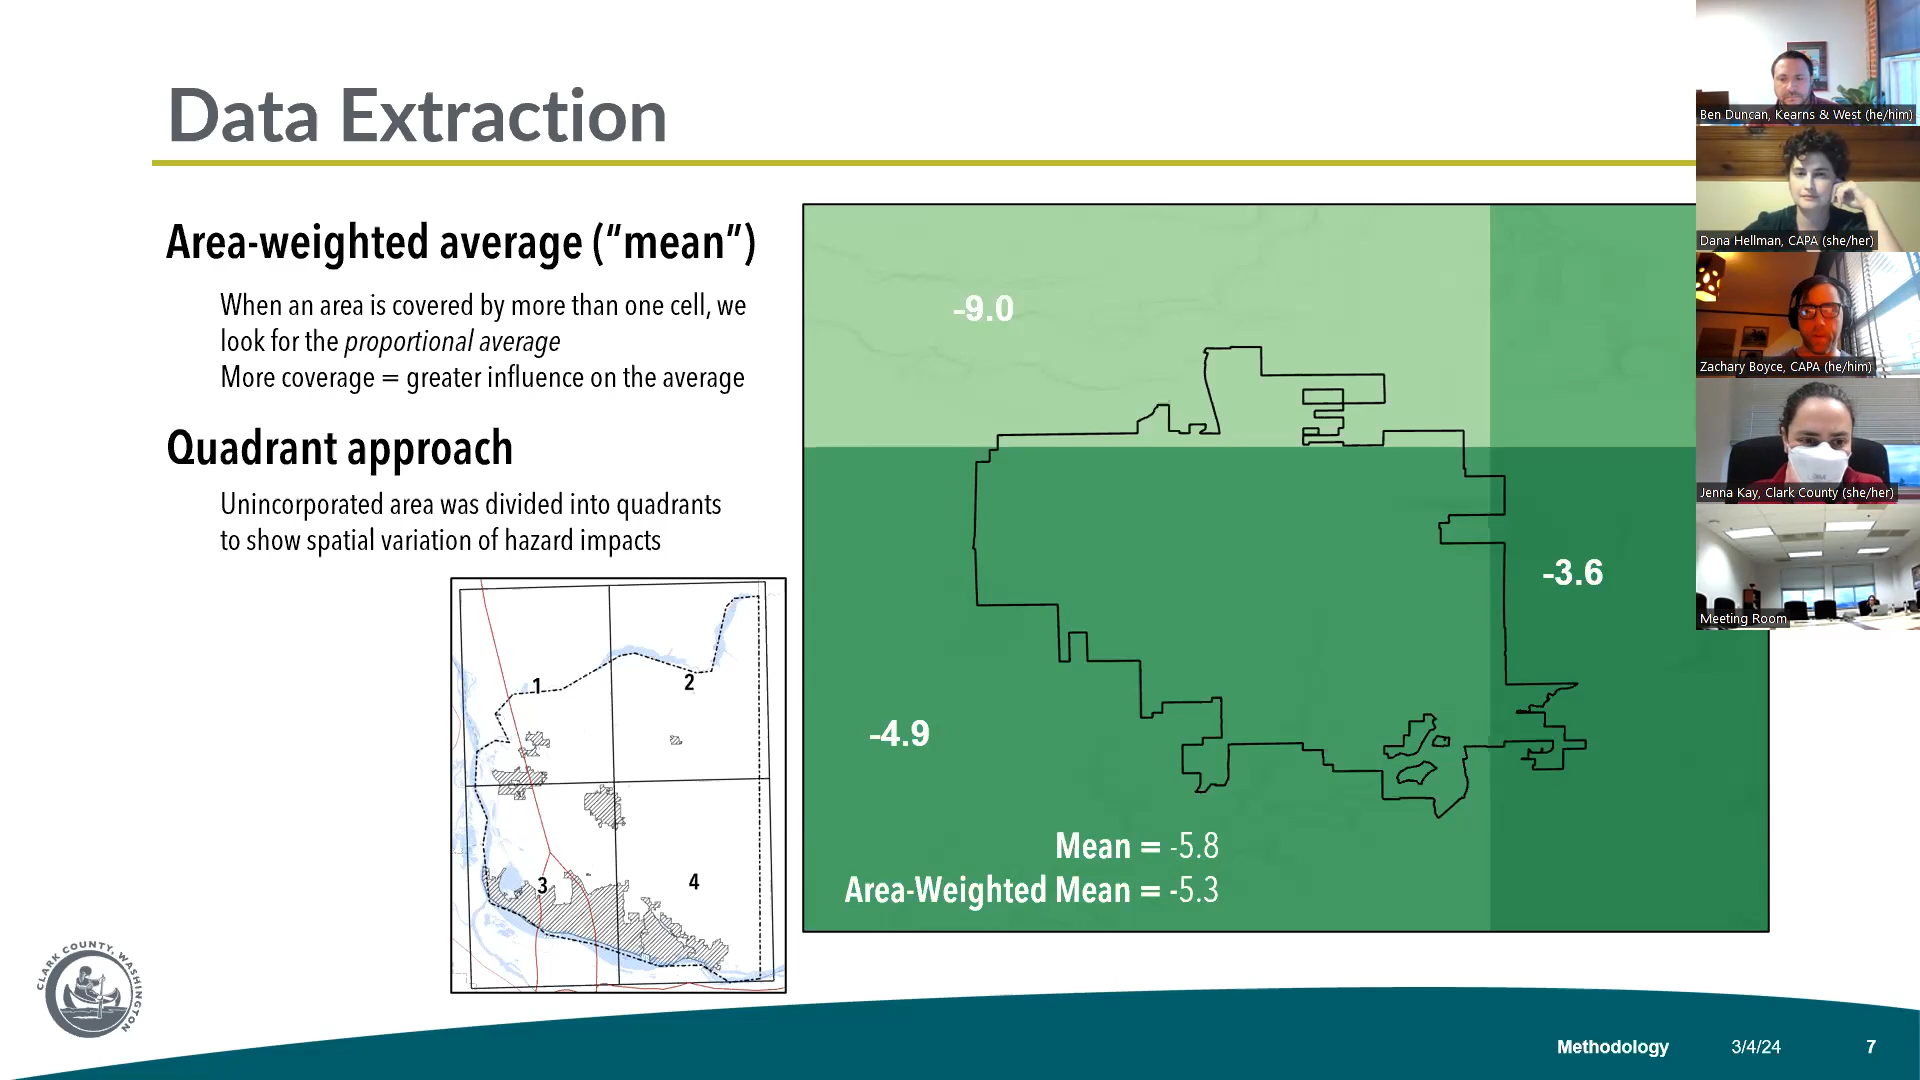 Data Extraction
Area-weighted average (“mean”)
When an area is covered by more than one cell, we
look for the proportional average
More coverage = greater influence on the average
Quadrant approach
Unincorporated area was divided into quadrants
to show spatial variation of hazard impacts
1
2
3
4
-9.0
-3.6
-4.9
Mean = -5.8
Area-Weighted Mean = -5.3
CLARK COUNTY, WASHINGTON
Methodology
3/4/24
7
Ben Duncan, Kearns & West (he/him)
Dana Hellman, CAPA (she/her)
Zachary Boyce, CAPA (he/him)
Jenna Kay, Clark County (she/her)
Meeting Room